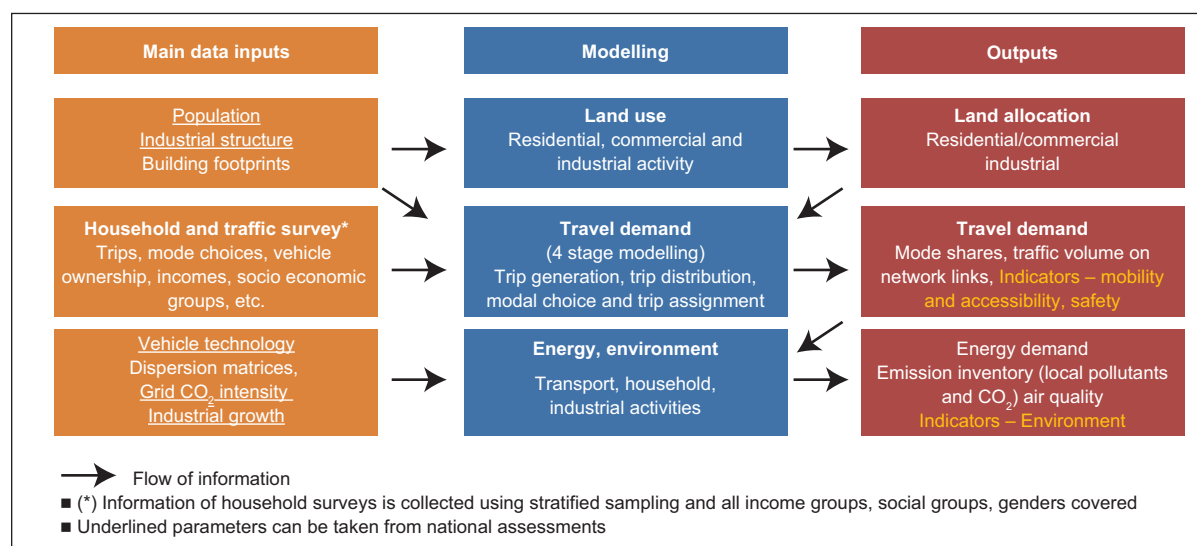 Main data inputs
Modelling
Outputs
Population
Industrial structure
Building footprints
Land use
Residential, commercial and
industrial activity
Land allocation
Residential/commercial
industrial
Household and traffic survey*
Trips, mode choices, vehicle
ownership, incomes, socio economic
groups, etc.
Travel demand
(4 stage modelling)
Trip generation, trip distribution,
modal choice and trip assignment
Travel demand
Mode shares, traffic volume on
network links, Indicators – mobility
and accessibility, safety
Vehicle technology
Dispersion matrices,
Grid CO2 intensity
Industrial growth
Energy, environment
Transport, household,
industrial activities
Energy demand
Emission inventory (local pollutants
and CO2) air quality
Indicators – Environment
Flow of information
■ (*) Information of household surveys is collected using stratified sampling and all income groups, social groups, genders covered
■ Underlined parameters can be taken from national assessments